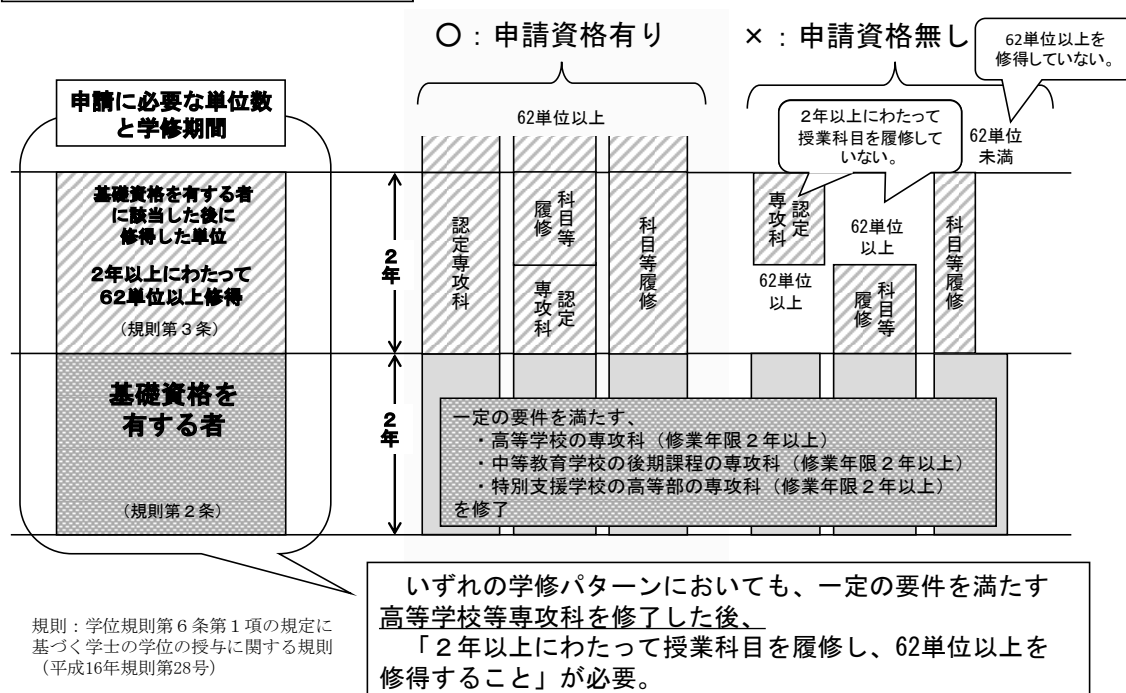 〇：申請資格有り
×：申請資格無し
62単位以上を
修得していない。
申請に必要な単位数
と学修期間
62単位以上
２年以上にわたって
授業科目を履修して
いない。
62単位
未満
基礎資格を有する者
に該当した後に
修得した単位
２年以上にわたって
62単位以上修得
（規則第３条）
２年
認定専攻科
科目等
履修
認定
専攻科
科目等履修
認定
専攻科
62単位
以上
62単位
以上
科目等
履修
科目等履修
基礎資格を
有する者
（規則第２条）
２年
一定の要件を満たす、
・高等学校の専攻科（修業年限２年以上）
・中等教育学校の後期課程の専攻科（修業年限２年以上）
・特別支援学校の高等部の専攻科（修業年限２年以上）
を修了
いずれの学修パターンにおいても、一定の要件を満たす
高等学校等専攻科を修了した後、
「２年以上にわたって授業科目を履修し、62単位以上を
修得すること」が必要。
規則：学位規則第６条第１項の規定に
基づく学士の学位の授与に関する規則
（平成16年規則第28号）